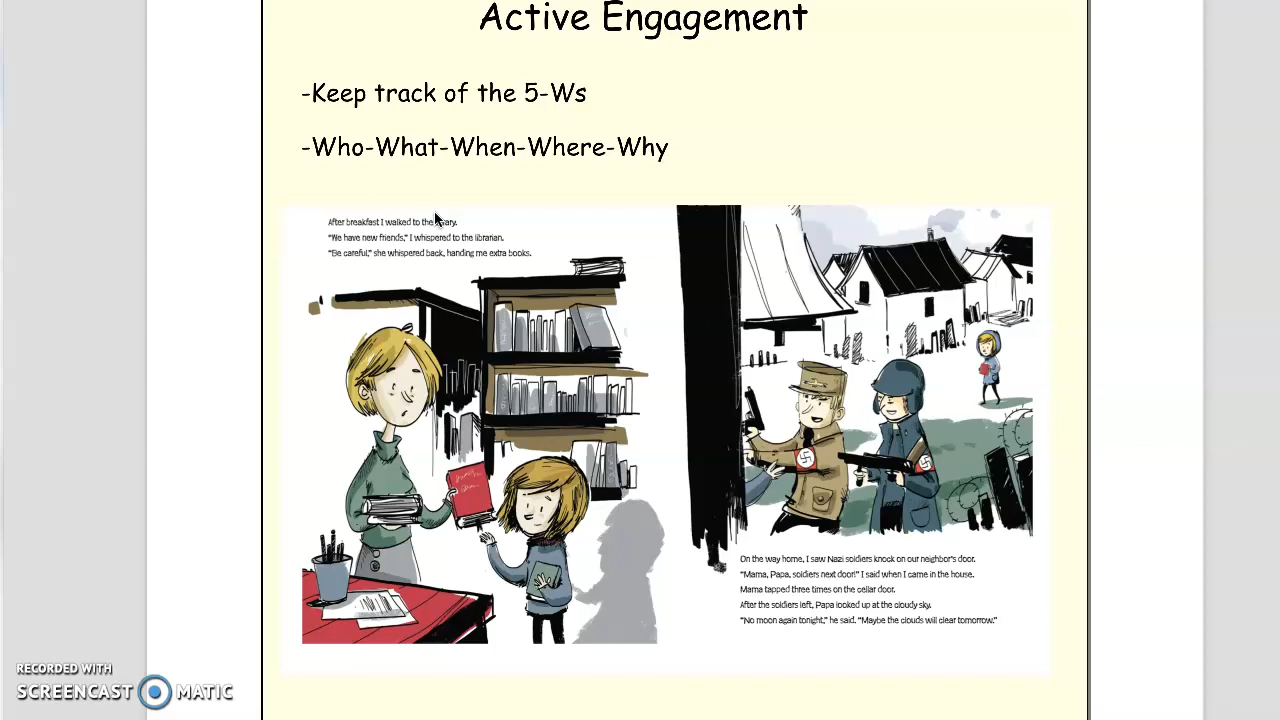 Active Engagement
-Keep track of the 5-Ws
-Who-What-When-Where-Why
After breakfast I walked to the
"We have new friends," I whispered to the librarian.
"Be careful," she whispered back, handing me extra books.
On the way home, I saw Nazi soldiers knock on our neighbor's door.
"Mama, Papa, soldiers next door!" I said when I came in the house.
Mama tapped three times on the cellar door.
After the soldiers left, Papa looked up at the cloudy sky.
"No moon again tonight," he said. "Maybe the clouds will clear tomorrow."
RECORDED WITH
SCREENCAST MATIC